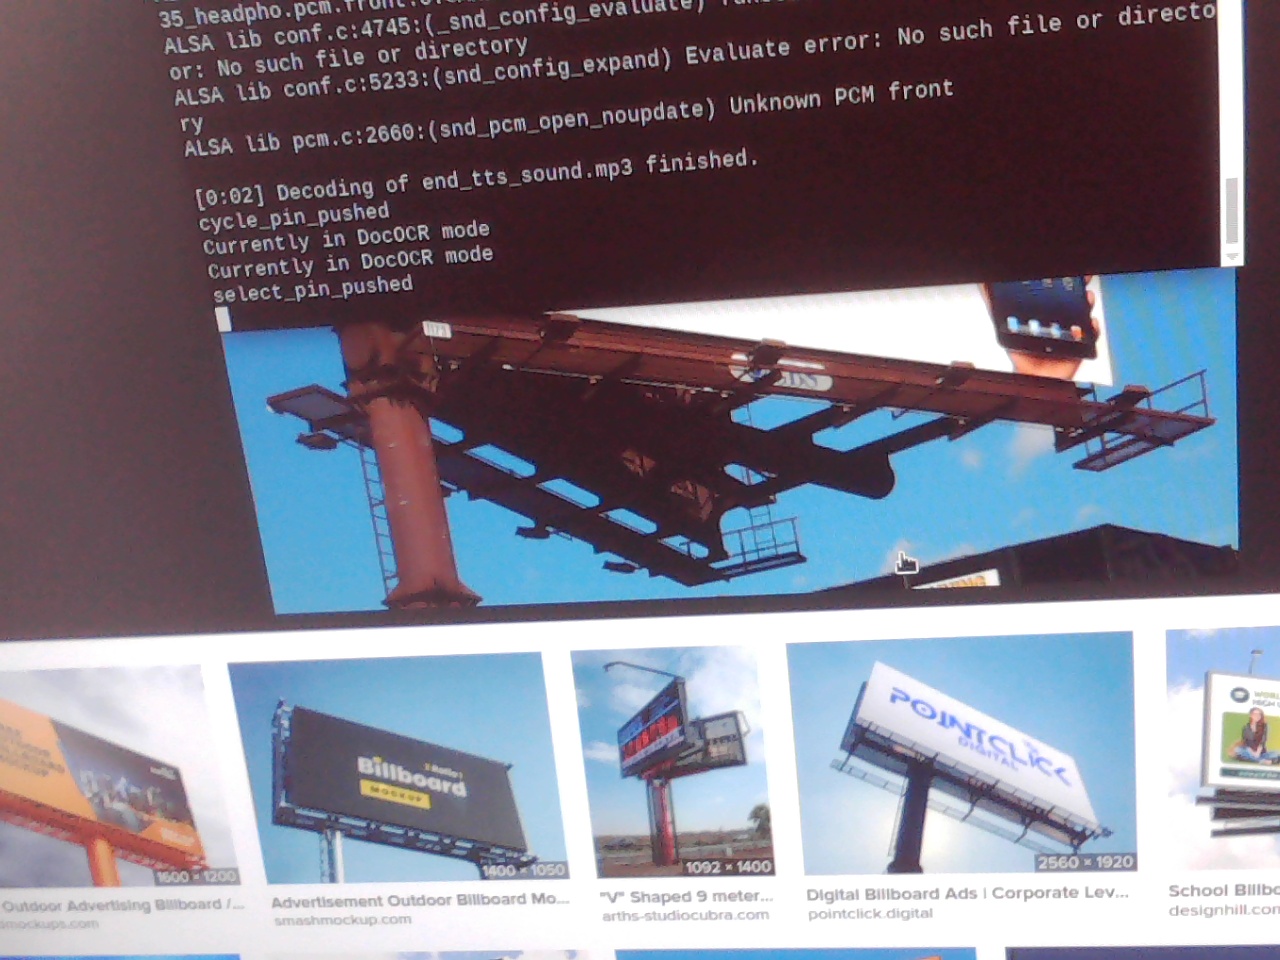 35_headpho.pcm.front.
ALSA lib conf.c:4745:(_snd_config_evaluate)
or: No such file or directory
ALSA lib conf.c:5233:(snd_config_expand) Evaluate error: No such file or directo
ry
ALSA lib pcm.c:2660:(snd_pcm_open_noupdate) Unknown PCM front
[0:02] Decoding of end_tts_sound.mp3 finished.
cycle_pin_pushed
Currently in DocOCR mode
Currently in DocOCR mode
select_pin_pushed
Billboard
MOCKUP
POINTCLICK
DIGITAL
1600 × 1200
1400 × 1050
1092 × 1400
2560 × 1920
Outdoor Advertising Billboard /...
Advertisement Outdoor Billboard Mo...
smashmockup.com
"V" Shaped 9 meter...
arths-studiocubra.com
Digital Billboard Ads | Corporate Lev...
pointclick.digital
School Billbo
designhill.com